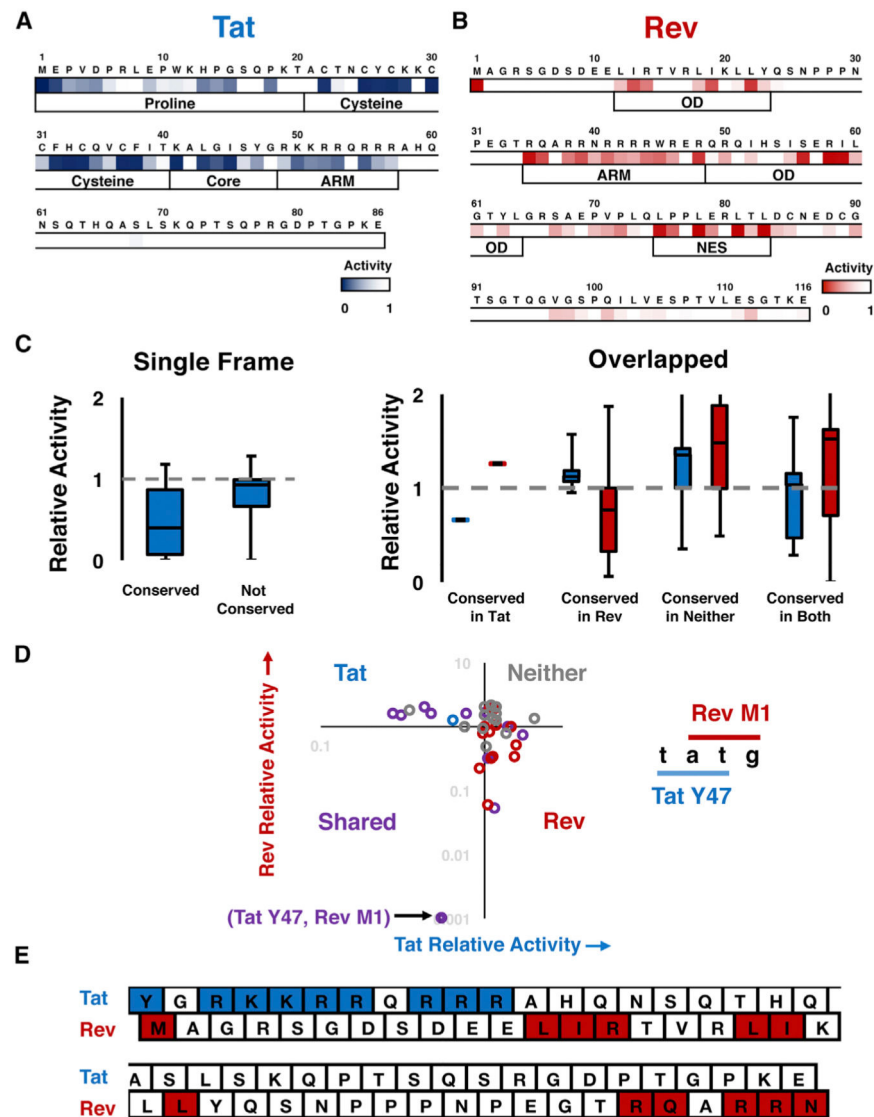 A
Tat
1 10 20 30
M E P V D P R L E P W K H P G S Q P K T A C T N C Y C K K C
Proline Cysteine
31 40 50 60
C F H C Q V C F I T K A L G I S Y G R K K R R Q R R R A H Q
Cysteine Core ARM
61 70 80 86
N S Q T H Q A S L S K Q P T S Q P R G D P T G P K E
Activity
0 1
B
Rev
1 10 20 30
M A G R S G D S D E E L I R T V R L I K L L Y Q S N P P P N
OD
31 40 50 60
P E G T R Q A R R N R R R R W R E R Q R Q I H S I S E R I L
ARM OD
61 70 80 90
G T Y L G R S A E P V P L Q L P P L E R L T L D C N E D C G
OD NES
91 100 110 116
T S G T Q G V G S P Q I L V E S P T V L E S G T K E
Activity
0 1
C
Single Frame
Relative Activity
2
1
0
Conserved
Not
Conserved
Overlapped
Relative Activity
2
1
0
Conserved
in Tat
Conserved
in Rev
Conserved
in Neither
Conserved
in Both
D
Rev Relative Activity
10
Tat
Neither
0.1
0.1
Shared
Rev
0.01
(Tat Y47, Rev M1)
0.001
Tat Relative Activity
Rev M1
t a t g
Tat Y47
E
Tat Y G R K K R R Q R R R A H Q N S Q T H Q
Rev M A G R S G D S D E E L I R T V R L I K
Tat A S L S K Q P T S Q S R G D P T G P K E
Rev L L Y Q S N P P P N P E G T R Q A R R N